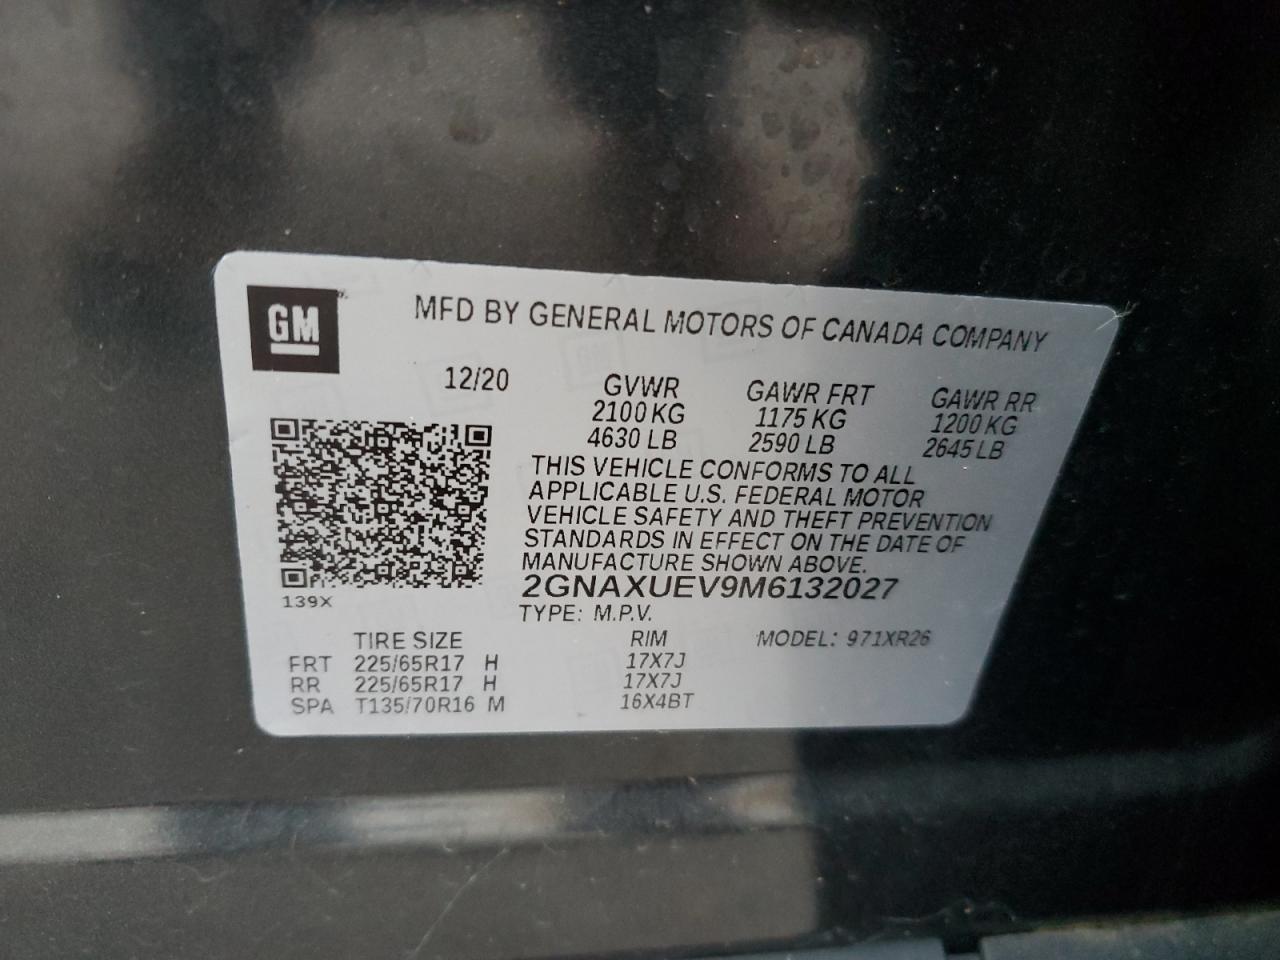 GM
MFD BY GENERAL MOTORS OF CANADA COMPANY
12/20 GVWR GAWR FRT GAWR RR
2100 KG 1175 KG 1200 KG
4630 LB 2590 LB 2645 LB
THIS VEHICLE CONFORMS TO ALL
APPLICABLE U.S. FEDERAL MOTOR
VEHICLE SAFETY AND THEFT PREVENTION
STANDARDS IN EFFECT ON THE DATE OF
MANUFACTURE SHOWN ABOVE.
2GNAXUEV9M6132027
139X
TYPE: M.P.V.
TIRE SIZE RIM MODEL: 971XR26
FRT 225/65R17 H 17X7J
RR 225/65R17 H 17X7J
SPA T135/70R16 M 16X4BT